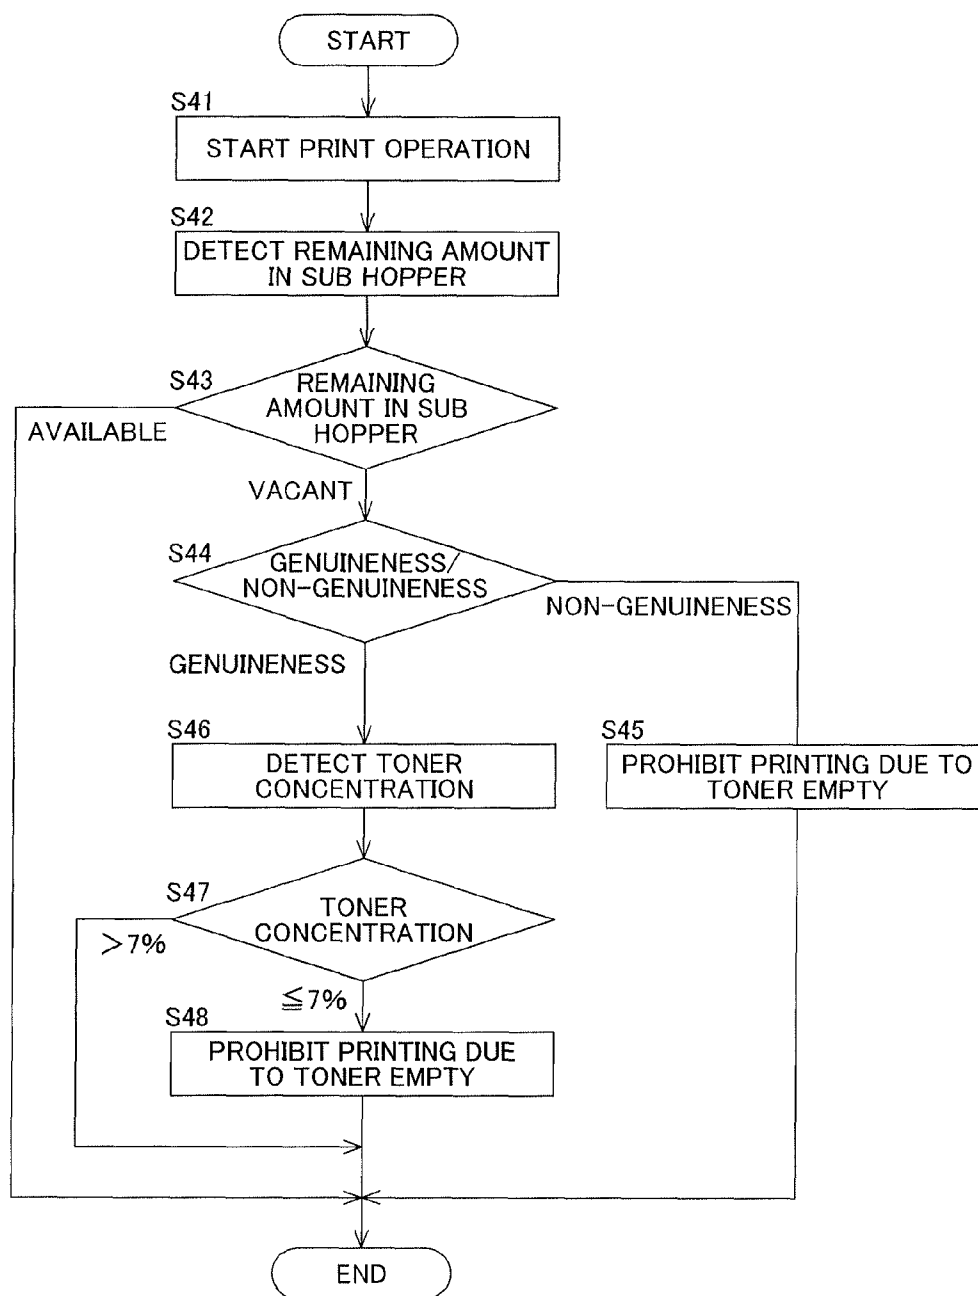 START
S41
START PRINT OPERATION
S42
DETECT REMAINING AMOUNT
IN SUB HOPPER
S43
REMAINING
AMOUNT IN SUB
HOPPER
AVAILABLE
VACANT
S44
GENUINENESS/
NON-GENUINENESS
NON-GENUINENESS
GENUINENESS
S46
DETECT TONER
CONCENTRATION
S45
PROHIBIT PRINTING DUE TO
TONER EMPTY
S47
TONER
CONCENTRATION
>7%
≦7%
S48
PROHIBIT PRINTING DUE
TO TONER EMPTY
END